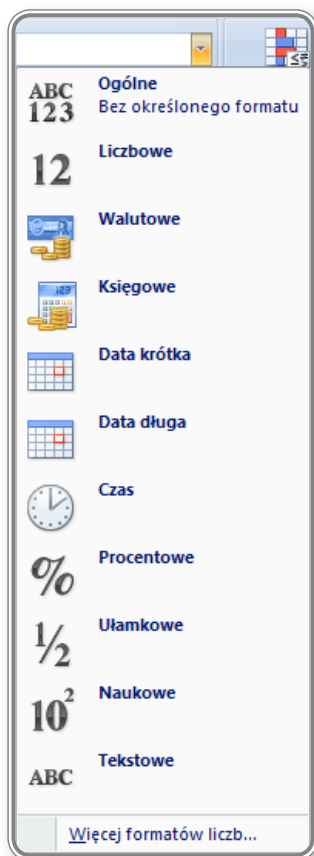 ABC
123
Ogólne
Bez określonego formatu
12
Liczbowe
Walutowe
123
Księgowe
Data krótka
Data długa
Czas
%
Procentowe
1/2
Ułamkowe
10²
Naukowe
ABC
Tekstowe
Więcej formatów liczb...